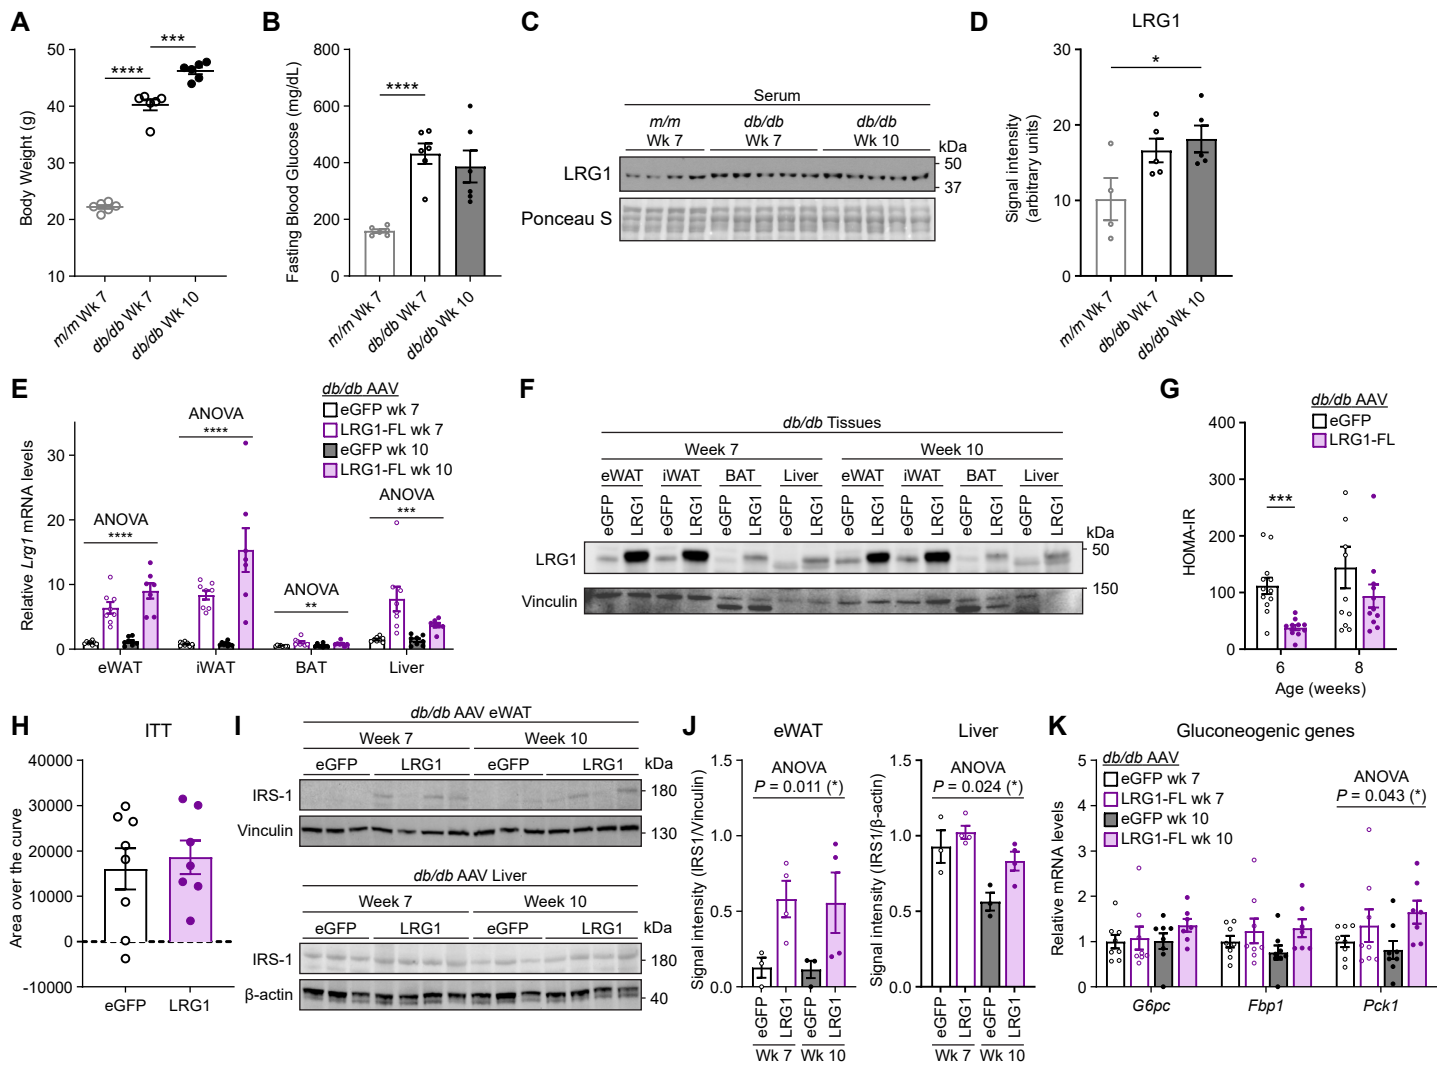 A
Body Weight (g)
50
40
30
20
10
****
***
m/m Wk 7
db/db Wk 7
db/db Wk 10
B
Fasting Blood Glucose (mg/dL)
800
600
400
200
0
****
m/m Wk 7
db/db Wk 7
db/db Wk 10
C
Serum
m/m
Wk 7
db/db
Wk 7
db/db
Wk 10
kDa
LRG1
50
37
Ponceau S
D
LRG1
Signal intensity
(arbitrary units)
30
20
10
0
*
m/m Wk 7
db/db Wk 7
db/db Wk 10
E
db/db AAV
eGFP wk 7
LRG1-FL wk 7
eGFP wk 10
LRG1-FL wk 10
Relative Lrg1 mRNA levels
30
20
10
0
ANOVA
****
ANOVA
****
ANOVA
**
ANOVA
***
eWAT
iWAT
BAT
Liver
F
db/db Tissues
Week 7
Week 10
eWAT iWAT BAT Liver eWAT iWAT BAT Liver
eGFP LRG1 eGFP LRG1 eGFP LRG1 eGFP LRG1 eGFP LRG1 eGFP LRG1 eGFP LRG1 eGFP LRG1
kDa
LRG1
50
Vinculin
150
G
db/db AAV
eGFP
LRG1-FL
HOMA-IR
400
300
200
100
0
***
6
8
Age (weeks)
H
ITT
Area over the curve
40000
30000
20000
10000
0
-10000
eGFP
LRG1
I
db/db AAV eWAT
Week 7
Week 10
eGFP LRG1 eGFP LRG1
kDa
IRS-1
180
Vinculin
130
db/db AAV Liver
Week 7
Week 10
eGFP LRG1 eGFP LRG1
kDa
IRS-1
180
β-actin
40
J
eWAT
Signal intensity (IRS1/Vinculin)
1.5
1.0
0.5
0.0
ANOVA
P = 0.011 (*)
eGFP LRG1 eGFP LRG1
Wk 7 Wk 10
Liver
Signal intensity (IRS1/β-actin)
1.5
1.0
0.5
0.0
ANOVA
P = 0.024 (*)
eGFP LRG1 eGFP LRG1
Wk 7 Wk 10
K
Gluconeogenic genes
db/db AAV
eGFP wk 7
LRG1-FL wk 7
eGFP wk 10
LRG1-FL wk 10
Relative mRNA levels
5
4
3
2
1
0
ANOVA
P = 0.043 (*)
G6pc
Fbp1
Pck1